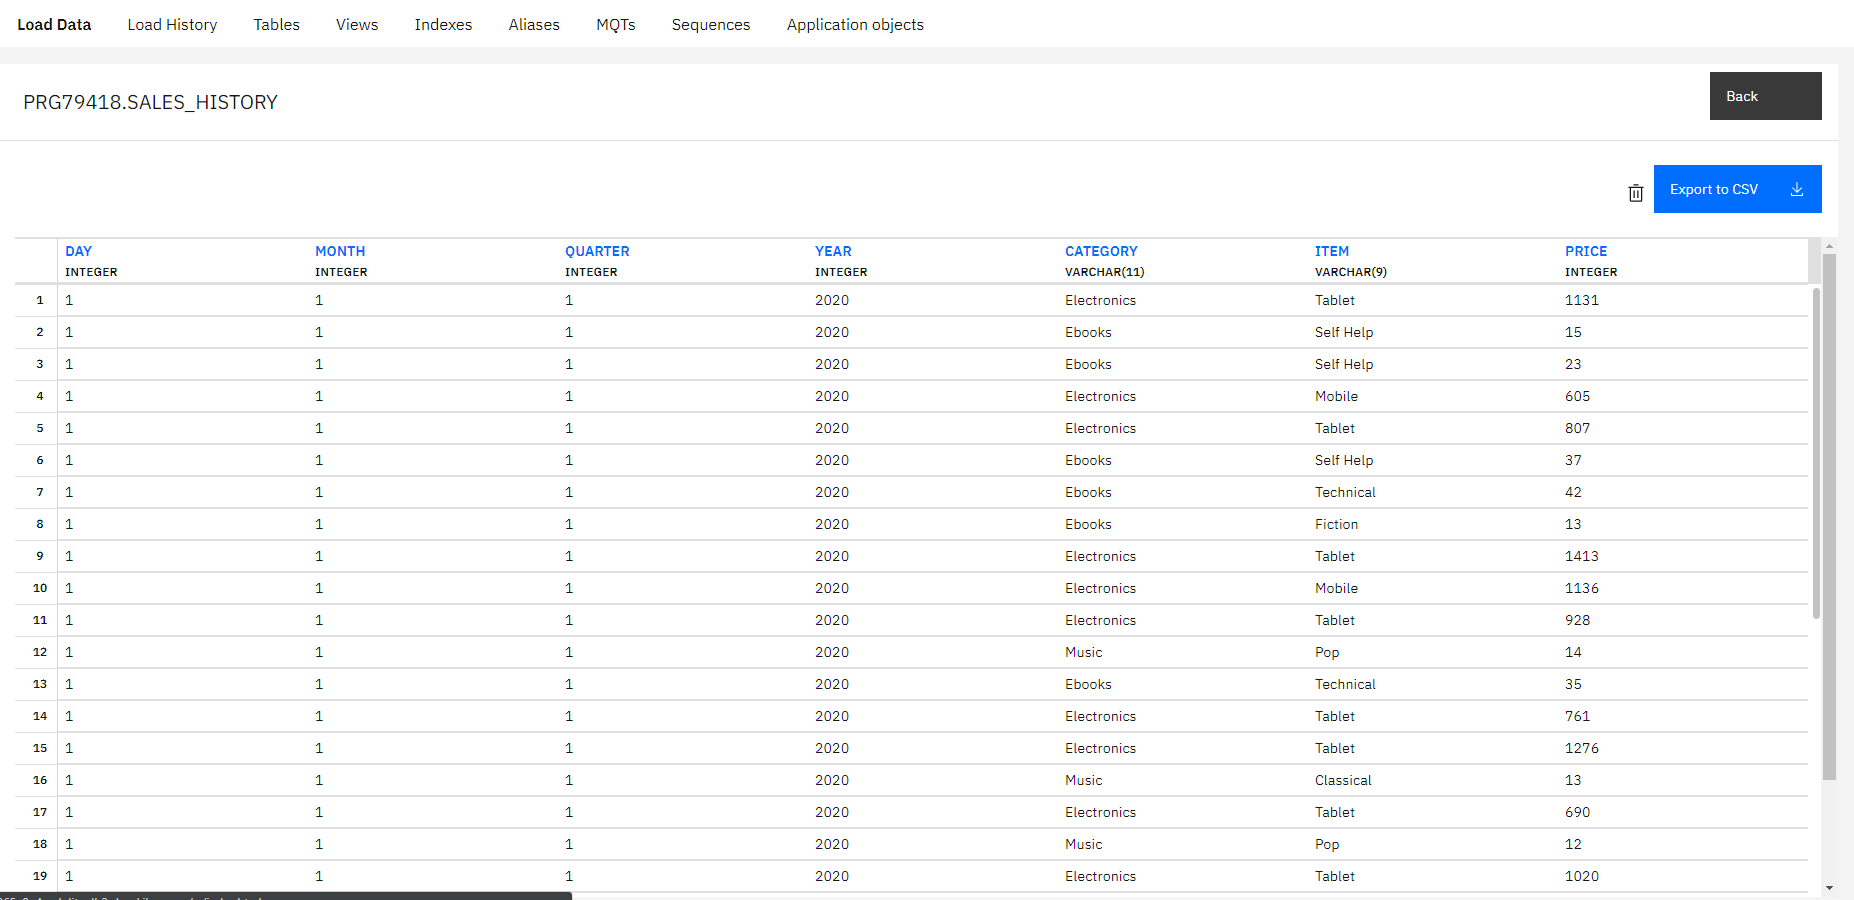 Load Data Load History Tables Views Indexes Aliases MQTs Sequences Application objects
PRG79418.SALES_HISTORY
Back
Export to CSV
DAY MONTH QUARTER YEAR CATEGORY ITEM PRICE
INTEGER INTEGER INTEGER INTEGER VARCHAR(11) VARCHAR(9) INTEGER
1 1 1 1 2020 Electronics Tablet 1131
2 1 1 1 2020 Ebooks Self Help 15
3 1 1 1 2020 Ebooks Self Help 23
4 1 1 1 2020 Electronics Mobile 605
5 1 1 1 2020 Electronics Tablet 807
6 1 1 1 2020 Ebooks Self Help 37
7 1 1 1 2020 Ebooks Technical 42
8 1 1 1 2020 Ebooks Fiction 13
9 1 1 1 2020 Electronics Tablet 1413
10 1 1 1 2020 Electronics Mobile 1136
11 1 1 1 2020 Electronics Tablet 928
12 1 1 1 2020 Music Pop 14
13 1 1 1 2020 Ebooks Technical 35
14 1 1 1 2020 Electronics Tablet 761
15 1 1 1 2020 Electronics Tablet 1276
16 1 1 1 2020 Music Classical 13
17 1 1 1 2020 Electronics Tablet 690
18 1 1 1 2020 Music Pop 12
19 1 1 1 2020 Electronics Tablet 1020